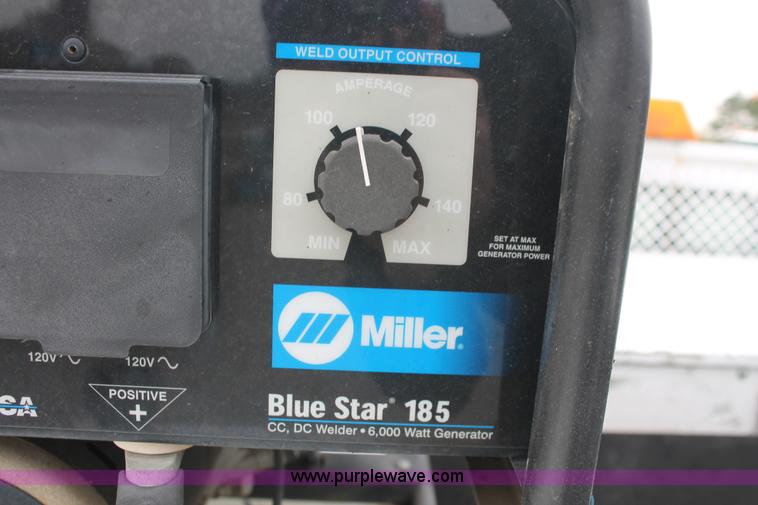 WELD OUTPUT CONTROL
AMPERAGE
100 120
80 140
MIN MAX
SET AT MAX
FOR MAXIMUM
GENERATOR POWER
Miller®
120V 120V
POSITIVE
+
SA
Blue Star® 185
CC, DC Welder • 6,000 Watt Generator
www.purplewave.com